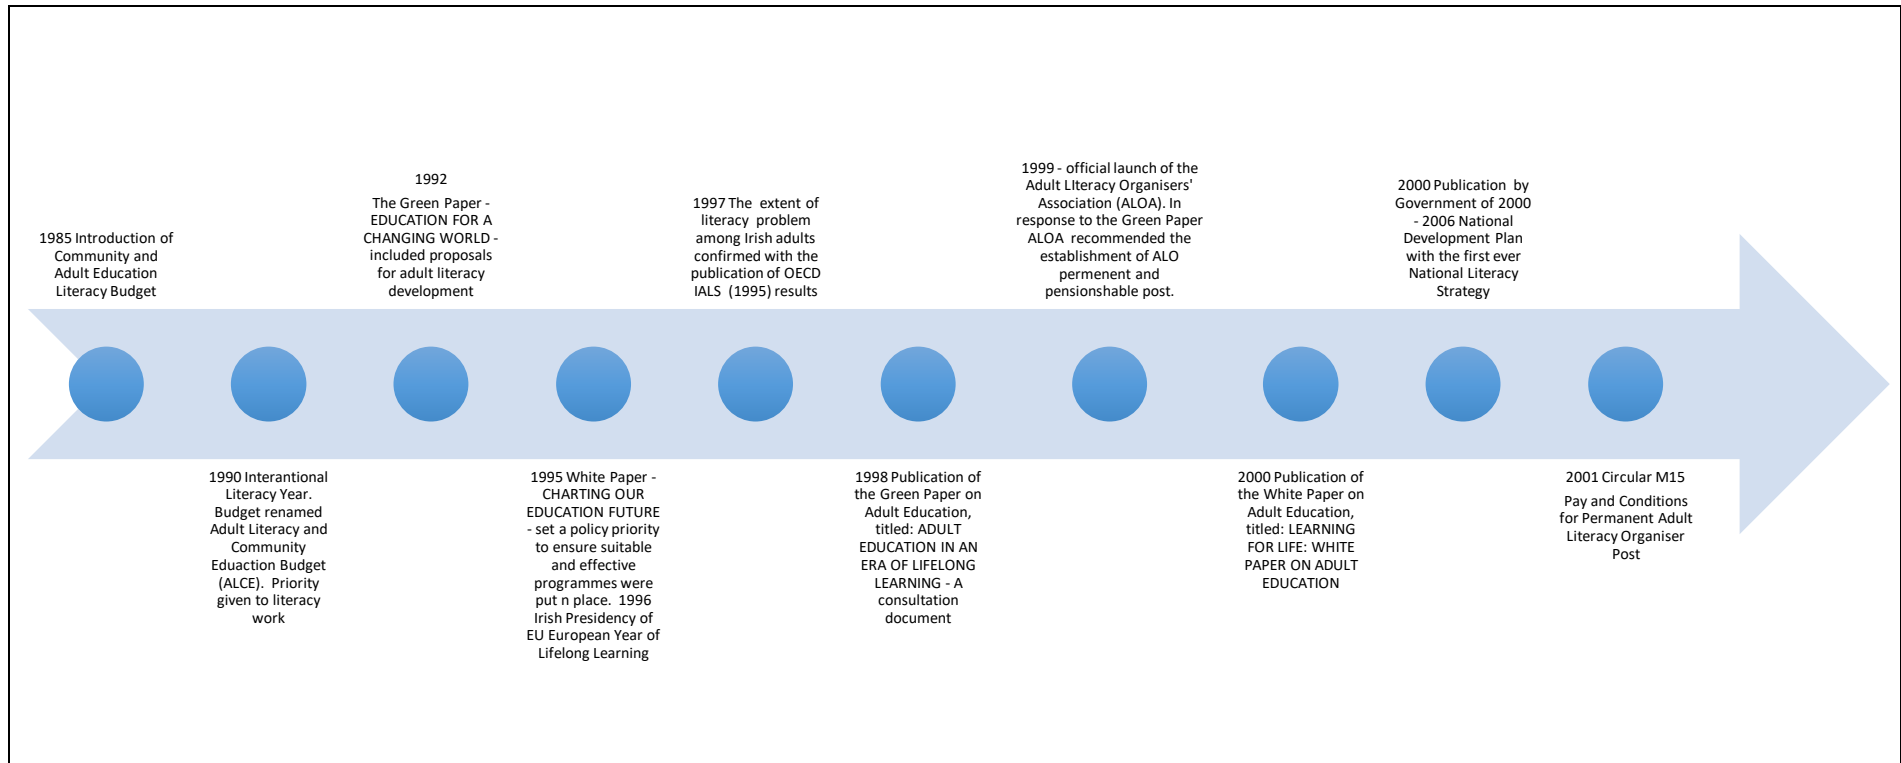 1985 Introduction of
Community and
Adult Education
Literacy Budget
1990 Interantional
Literacy Year.
Budget renamed
Adult Literacy and
Community
Eduaction Budget
(ALCE). Priority
given to literacy
work
1992
The Green Paper -
EDUCATION FOR A
CHANGING WORLD -
included proposals
for adult literacy
development
1995 White Paper -
CHARTING OUR
EDUCATION FUTURE
- set a policy priority
to ensure suitable
and effective
programmes were
put n place. 1996
Irish Presidency of
EU European Year of
Lifelong Learning
1997 The extent of
literacy problem
among Irish adults
confirmed with the
publication of OECD
IALS (1995) results
1998 Publication of
the Green Paper on
Adult Education,
titled: ADULT
EDUCATION IN AN
ERA OF LIFELONG
LEARNING - A
consultation
document
1999 - official launch of the
Adult LIteracy Organisers'
Association (ALOA). In
response to the Green Paper
ALOA recommended the
establishment of ALO
permenent and
pensionshable post.
2000 Publication of
the White Paper on
Adult Education,
titled: LEARNING
FOR LIFE: WHITE
PAPER ON ADULT
EDUCATION
2000 Publication by
Government of 2000
- 2006 National
Development Plan
with the first ever
National Literacy
Strategy
2001 Circular M15
Pay and Conditions
for Permanent Adult
Literacy Organiser
Post